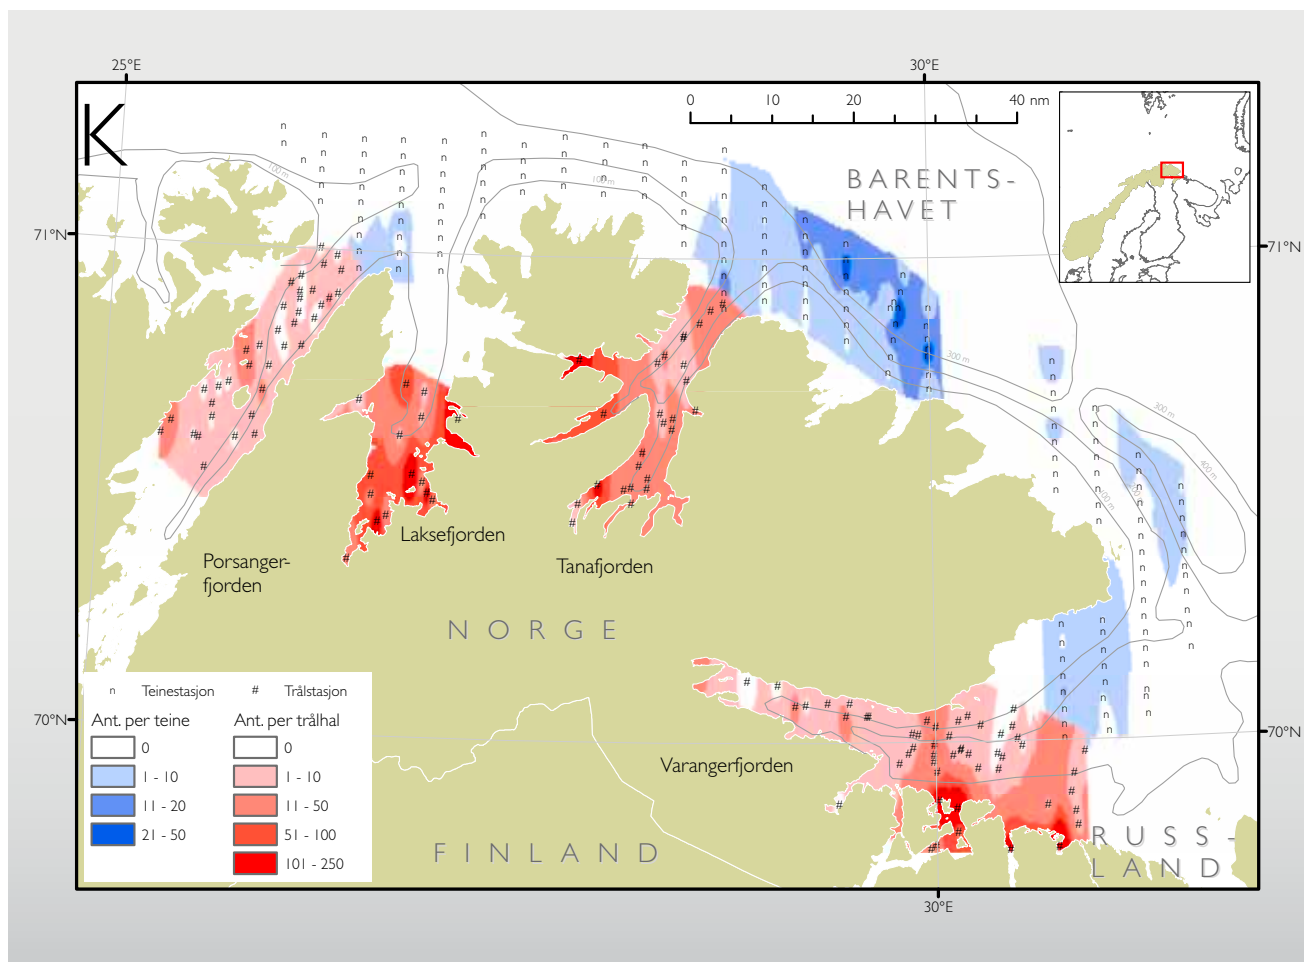 25°E
30°E
0 10 20 40 nm
K
BARENTS-
HAVET
100 m
100 m
71°N
71°N
300 m
300 m
400 m
Laksefjorden
Porsanger-
fjorden
Tanafjorden
NORGE
n Teinestasjon # Trålstasjon
Ant. per teine Ant. per trålhal
0 0
1 - 10 1 - 10
11 - 20 11 - 50
21 - 50 51 - 100
101 - 250
70°N
70°N
Varangerfjorden
FINLAND
RUSS-
LAND
30°E